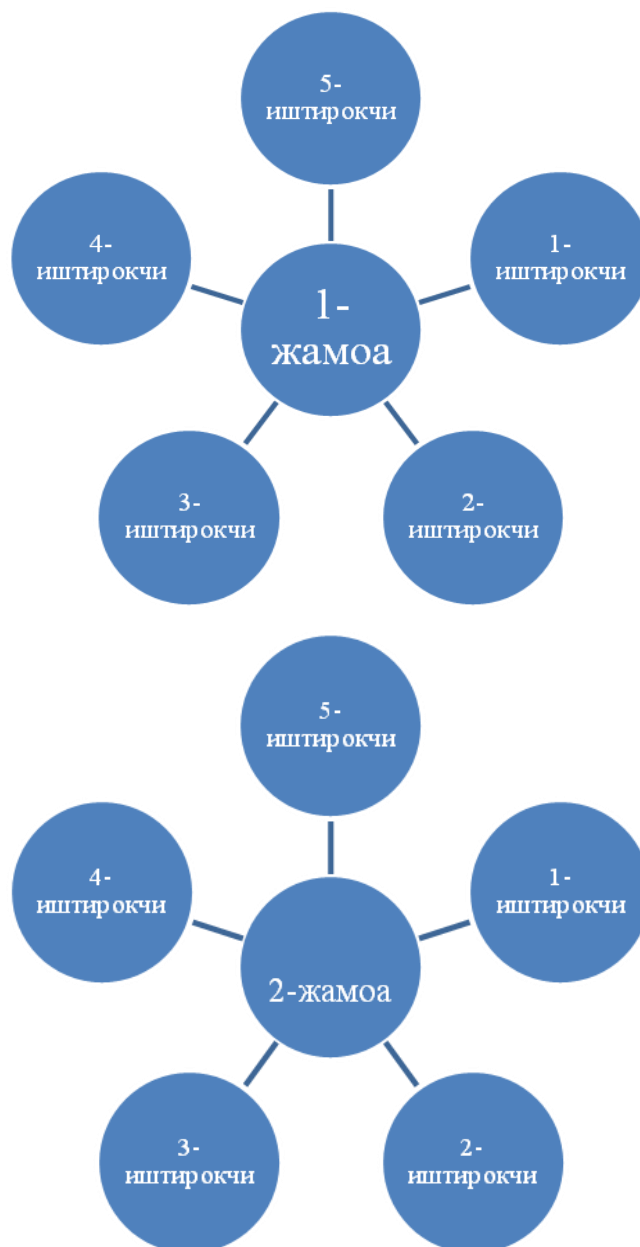 5-
иштирокчи
4-
иштирокчи
1-
иштирокчи
1-
жамоа
3-
иштирокчи
2-
иштирокчи
5-
иштирокчи
4-
иштирокчи
1-
иштирокчи
2-жамоа
3-
иштирокчи
2-
иштирокчи